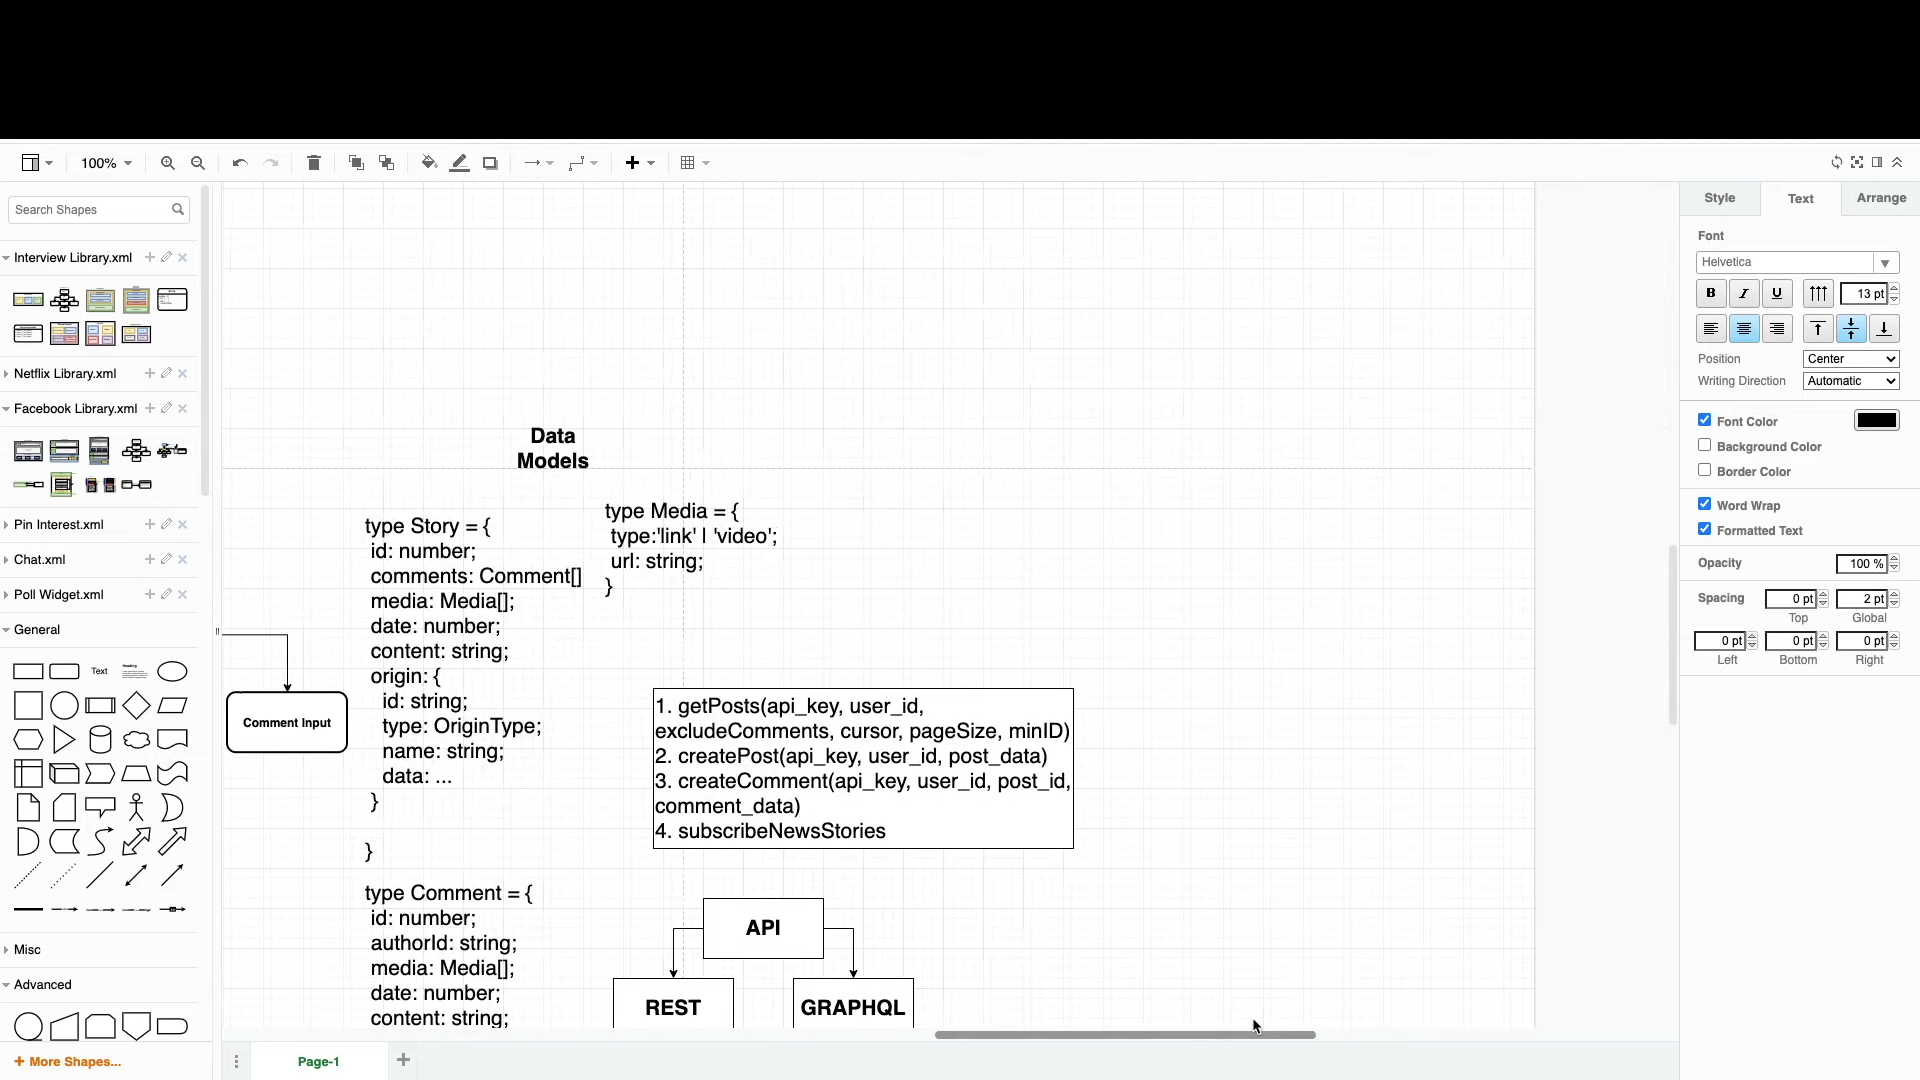 100%
Search Shapes
Interview Library.xml
Netflix Library.xml
Facebook Library.xml
Pin Interest.xml
Chat.xml
Poll Widget.xml
General
Text
Heading
Misc
Advanced
+ More Shapes...
Comment Input
Data
Models
type Story = {
id: number;
comments: Comment[]
media: Media[];
date: number;
content: string;
origin: {
id: string;
type: OriginType;
name: string;
data: ...
}
}
type Comment = {
id: number;
authorId: string;
media: Media[];
date: number;
content: string;
type Media = {
type:'link' | 'video';
url: string;
}
1. getPosts(api_key, user_id,
excludeComments, cursor, pageSize, minID)
2. createPost(api_key, user_id, post_data)
3. createComment(api_key, user_id, post_id,
comment_data)
4. subscribeNewsStories
API
REST
GRAPHQL
Page-1
Style
Text
Arrange
Font
Helvetica
B I U
13 pt
Position
Center
Writing Direction
Automatic
Font Color
Background Color
Border Color
Word Wrap
Formatted Text
Opacity
100 %
Spacing
0 pt
2 pt
Top
Global
0 pt
0 pt
0 pt
Left
Bottom
Right